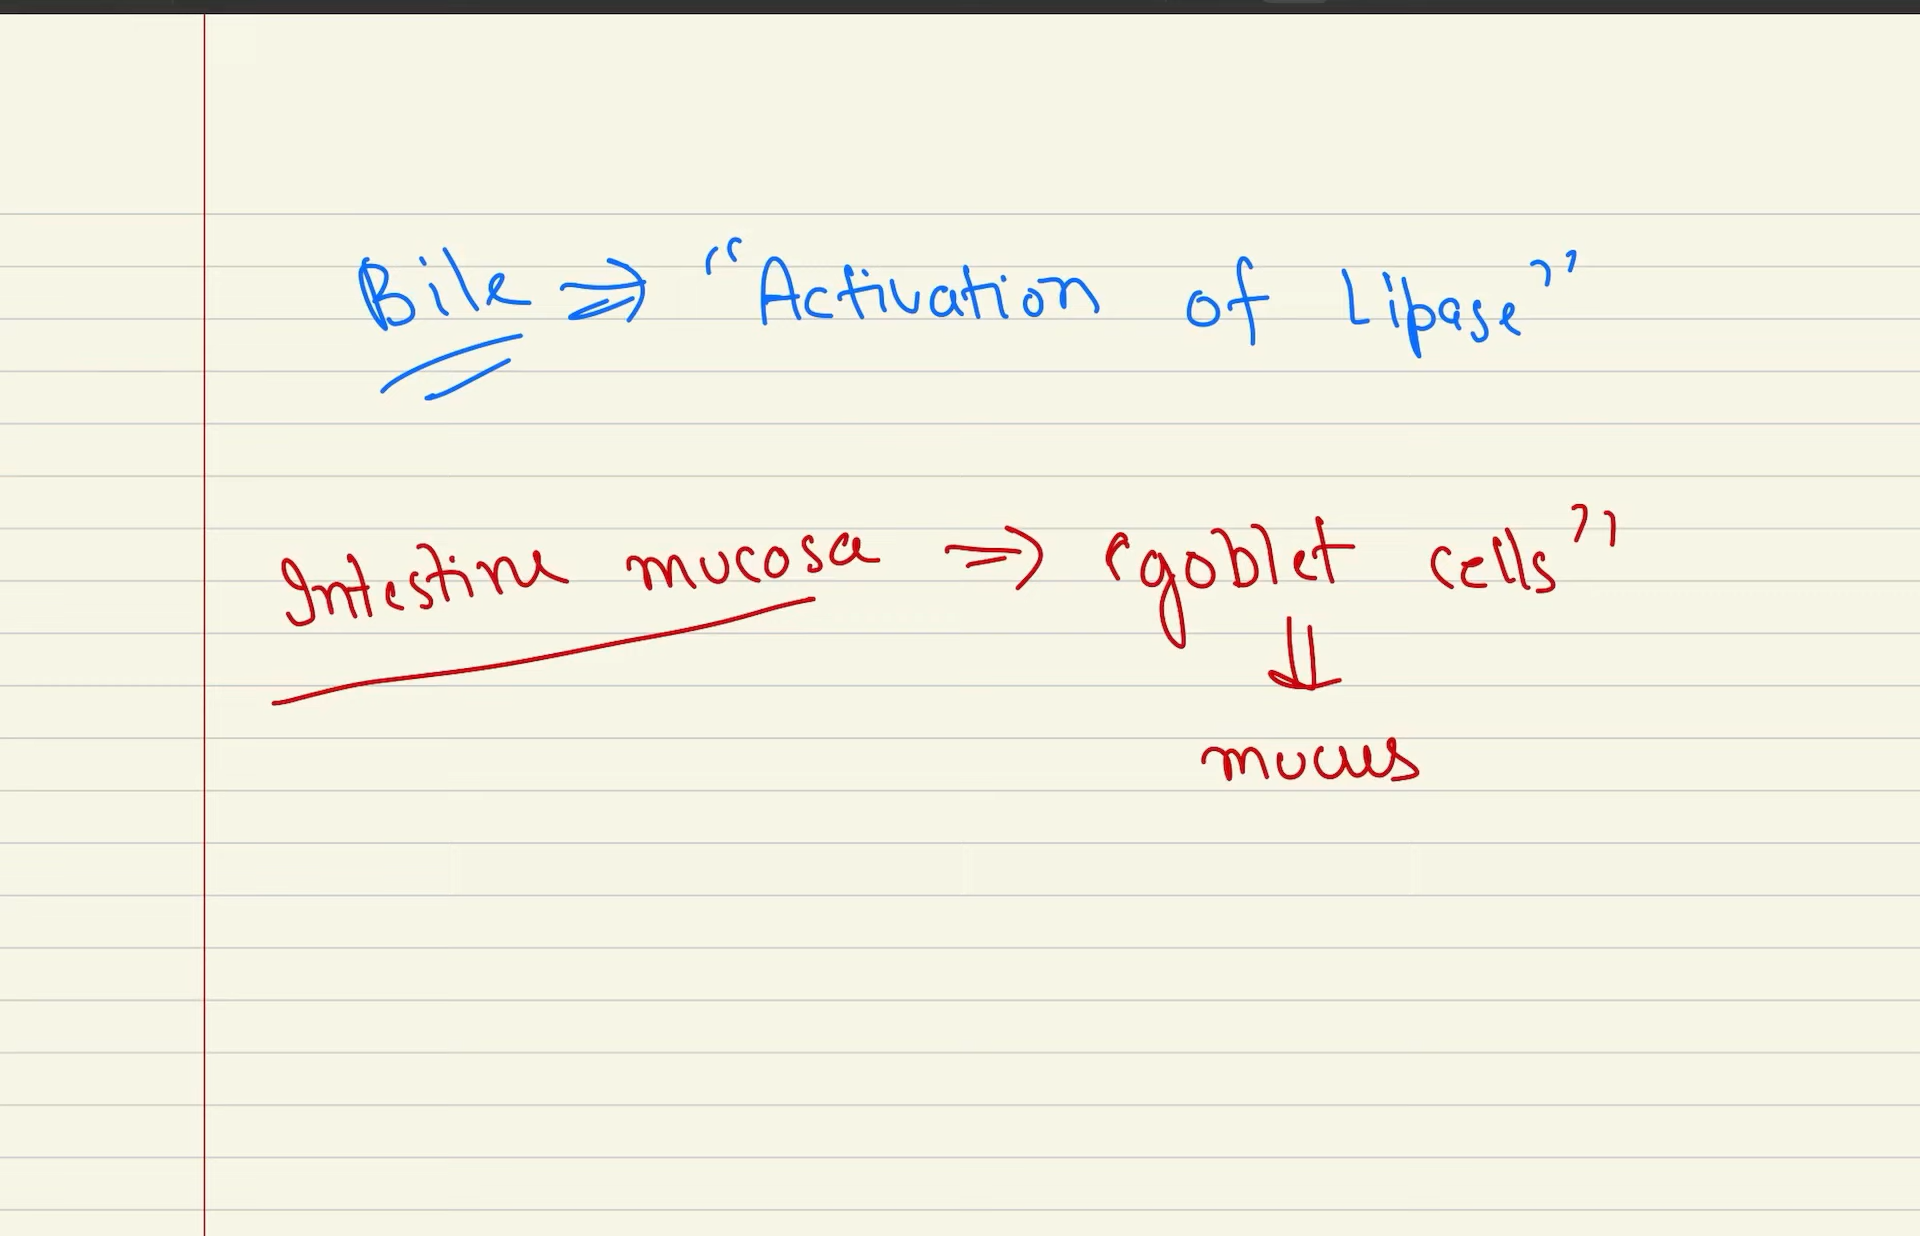 Bile ⇒ "Activation of Lipase"
Intestine mucosa ⇒ "goblet cells"
⇓
mucus